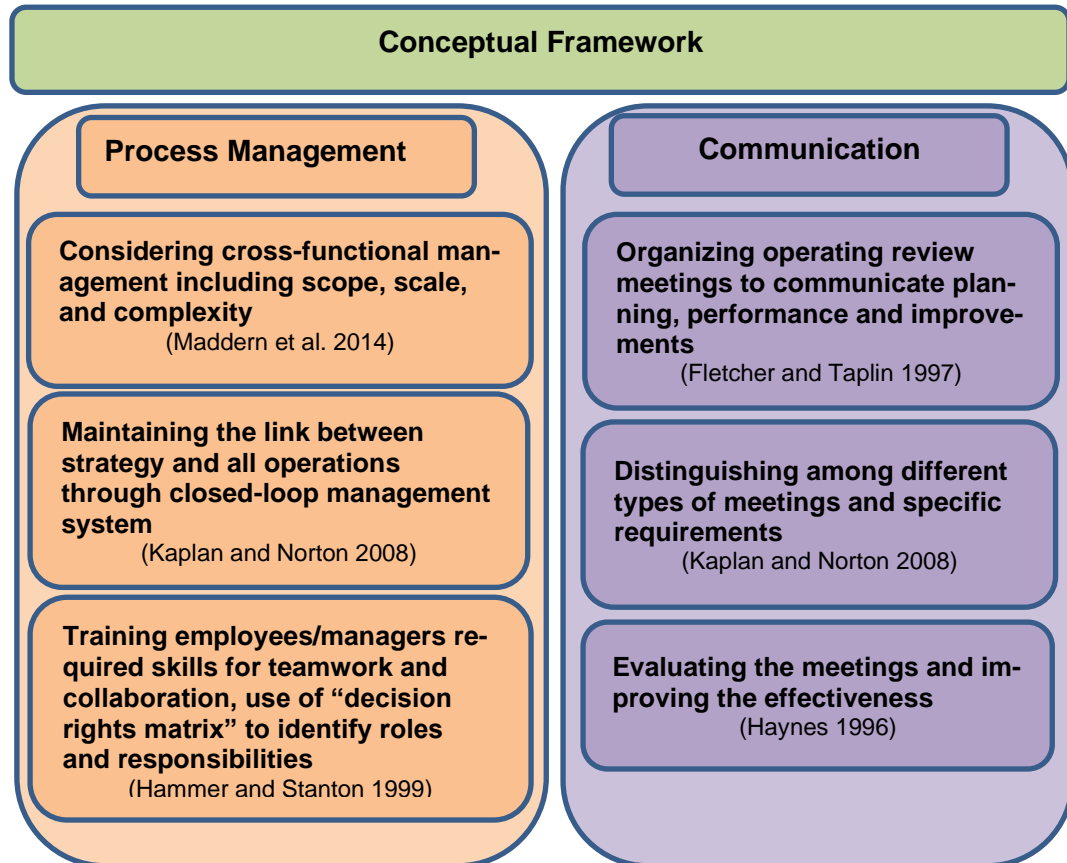 Conceptual Framework
Process Management
Considering cross-functional man-
agement including scope, scale,
and complexity
(Maddern et al. 2014)
Maintaining the link between
strategy and all operations
through closed-loop management
system
(Kaplan and Norton 2008)
Training employees/managers re-
quired skills for teamwork and
collaboration, use of “decision
rights matrix” to identify roles
and responsibilities
(Hammer and Stanton 1999)
Communication
Organizing operating review
meetings to communicate plan-
ning, performance and improve-
ments
(Fletcher and Taplin 1997)
Distinguishing among different
types of meetings and specific
requirements
(Kaplan and Norton 2008)
Evaluating the meetings and im-
proving the effectiveness
(Haynes 1996)